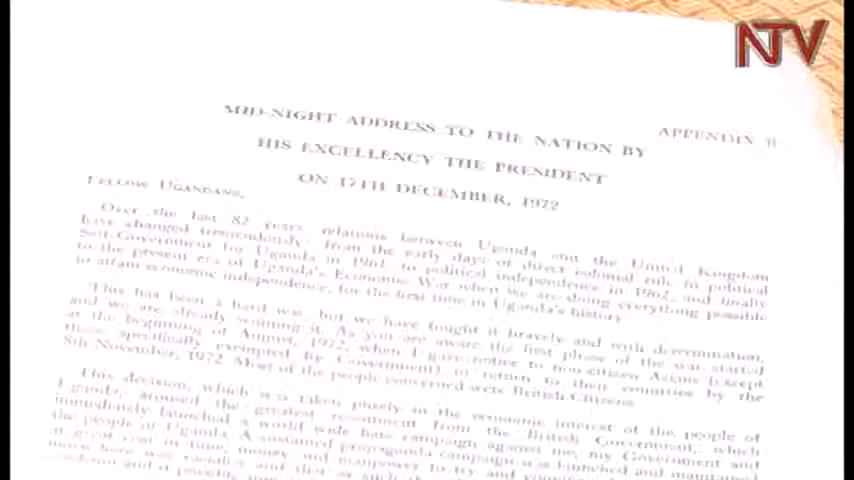 NTV
APPENDIX II
MID-NIGHT ADDRESS TO THE NATION BY
HIS EXCELLENCY THE PRESIDENT
ON 17TH DECEMBER, 1972
FELLOW UGANDANS,
Over the last 82 years, relations between Uganda and the United Kingdom
have changed tremendously: from the early days of direct colonial rule to political
Self-Government for Uganda in 1961, to political independence in 1962, and finally
to the present era of Uganda's Economic War when we are doing everything possible
to attain economic independence, for the first time in Uganda's history.
This has been a hard war, but we have fought it bravely and with determination,
and we are already winning it. As you are aware the first phase of the war started
at the beginning of August, 1972, when I gave notice to non-citizen Asians (except
those specifically exempted by Government) to return to their countries by the
8th November, 1972. Most of the people concerned were British Citizens.
This decision, which was taken purely in the economic interest of the people of
Uganda, aroused the greatest resentment from the British Government, which
immediately launched a world wide hate campaign against me, my Government and
the people of Uganda. A sustained propaganda campaign was launched and maintained
at great cost in time, money and manpower to try and